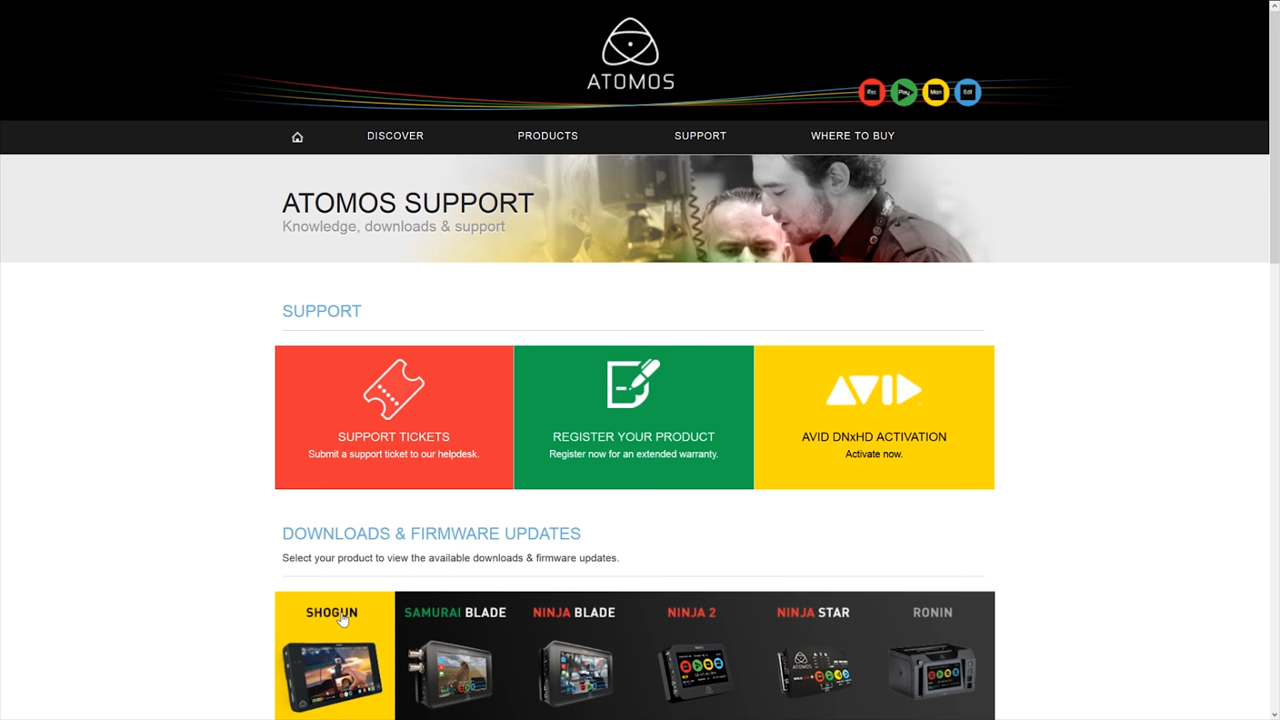 ATOMOS
Rec Play Mon Edit
DISCOVER PRODUCTS SUPPORT WHERE TO BUY
ATOMOS SUPPORT
Knowledge, downloads & support
SUPPORT
AVID
SUPPORT TICKETS REGISTER YOUR PRODUCT AVID DNxHD ACTIVATION
Submit a support ticket to our helpdesk. Register now for an extended warranty. Activate now.
DOWNLOADS & FIRMWARE UPDATES
Select your product to view the available downloads & firmware updates.
SHOGUN SAMURAI BLADE NINJA BLADE NINJA 2 NINJA STAR RONIN
ATOMOS